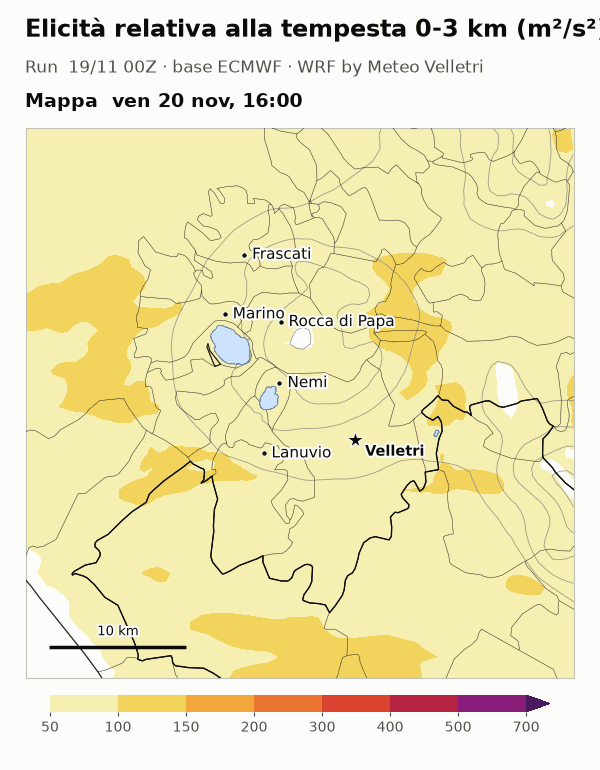 Elicità relativa alla tempesta 0-3 km (m²/s²)
Run  19/11 00Z · base ECMWF · WRF by Meteo Velletri
Mappa  ven 20 nov, 16:00
Frascati
Marino
Rocca di Papa
Nemi
Velletri
Lanuvio
10 km
50 100 150 200 300 400 500 700